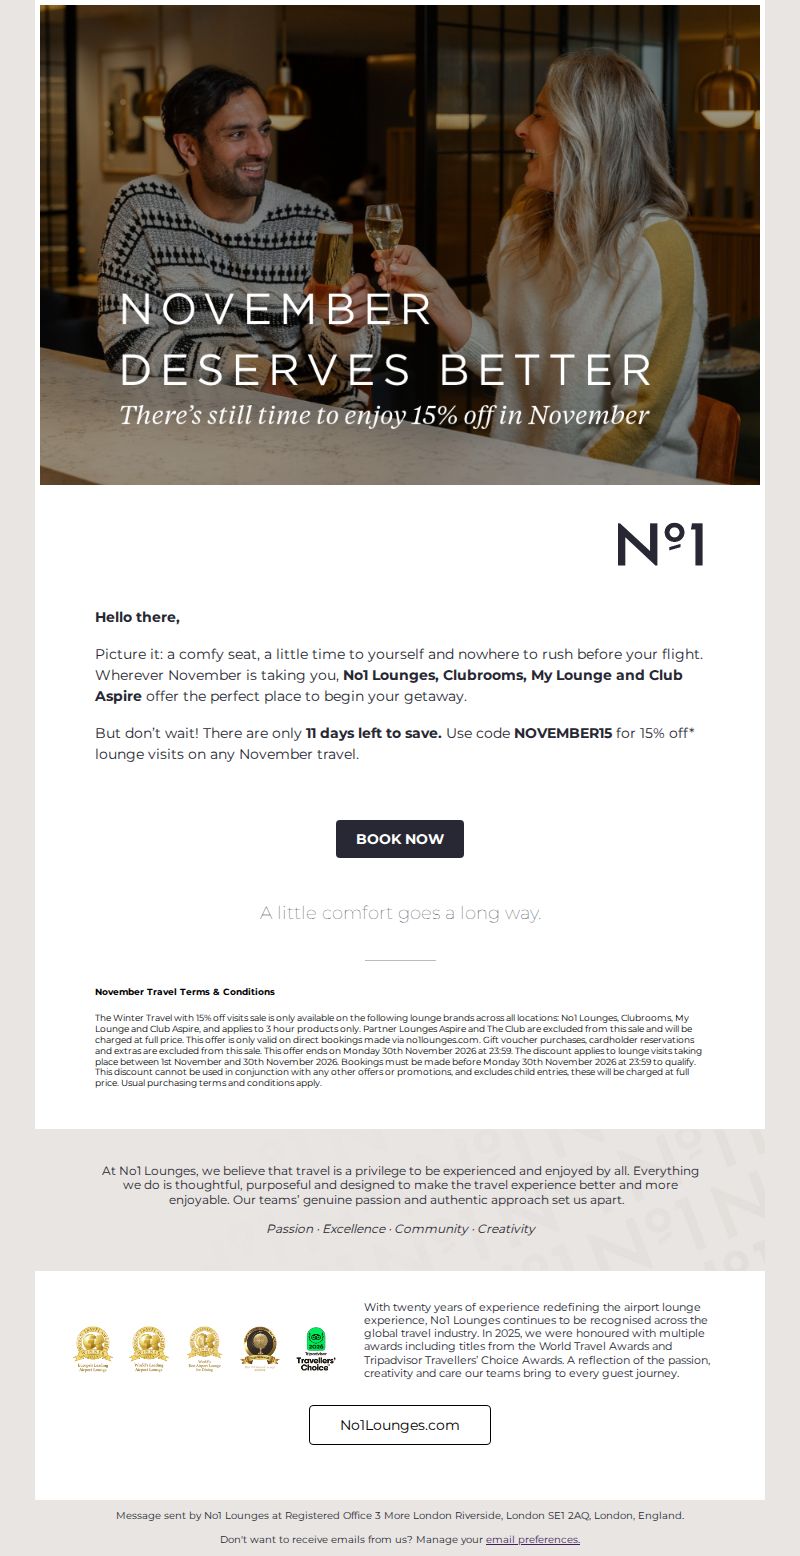 NOVEMBER
DESERVES BETTER
There's still time to enjoy 15% off in November
Nº1
Hello there,
Picture it: a comfy seat, a little time to yourself and nowhere to rush before your flight.
Wherever November is taking you, No1 Lounges, Clubrooms, My Lounge and Club
Aspire offer the perfect place to begin your getaway.
But don't wait! There are only 11 days left to save. Use code NOVEMBER15 for 15% off*
lounge visits on any November travel.
BOOK NOW
A little comfort goes a long way.
November Travel Terms & Conditions
The Winter Travel with 15% off visits sale is only available on the following lounge brands across all locations: No1 Lounges, Clubrooms, My
Lounge and Club Aspire, and applies to 3 hour products only. Partner Lounges Aspire and The Club are excluded from this sale and will be
charged at full price. This offer is only valid on direct bookings made via no1lounges.com. Gift voucher purchases, cardholder reservations
and extras are excluded from this sale. This offer ends on Monday 30th November 2026 at 23:59. The discount applies to lounge visits taking
place between 1st November and 30th November 2026. Bookings must be made before Monday 30th November 2026 at 23:59 to qualify.
This discount cannot be used in conjunction with any other offers or promotions, and excludes child entries, these will be charged at full
price. Usual purchasing terms and conditions apply.
At No1 Lounges, we believe that travel is a privilege to be experienced and enjoyed by all. Everything
we do is thoughtful, purposeful and designed to make the travel experience better and more
enjoyable. Our teams' genuine passion and authentic approach set us apart.
Passion · Excellence · Community · Creativity
With twenty years of experience redefining the airport lounge
experience, No1 Lounges continues to be recognised across the
global travel industry. In 2025, we were honoured with multiple
awards including titles from the World Travel Awards and
Tripadvisor Travellers' Choice Awards. A reflection of the passion,
creativity and care our teams bring to every guest journey.
Europe's Leading
Airport Lounge
World's Leading
Airport Lounge
World's
Best Airport Lounge
for Dining
2026
Tripadvisor
Travellers'
Choice
No1Lounges.com
Message sent by No1 Lounges at Registered Office 3 More London Riverside, London SE1 2AQ, London, England.
Don't want to receive emails from us? Manage your email preferences.